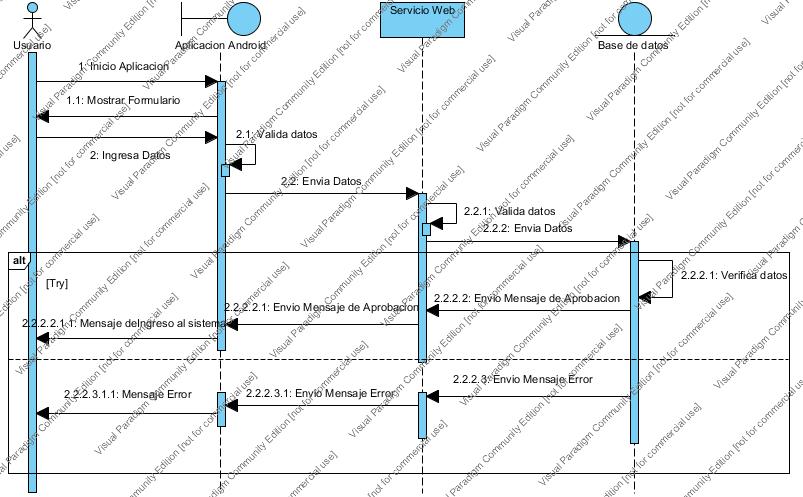 Servicio Web
Usuario
Aplicacion Android
Base de datos
1: Inicio Aplicacion
1.1: Mostrar Formulario
2.1: Valida datos
2: Ingresa Datos
2.2: Envia Datos
2.2.1: Valida datos
2.2.2: Envia Datos
alt
[Try]
2.2.2.1: Verifica datos
2.2.2.2: Envio Mensaje de Aprobacion
2.2.2.2.1: Envio Mensaje de Aprobacion
2.2.2.2.1.1: Mensaje deIngreso al sistema
2.2.2.3: Envio Mensaje Error
2.2.2.3.1: Envio Mensaje Error
2.2.2.3.1.1: Mensaje Error
Visual Paradigm Community Edition [not for commercial use]